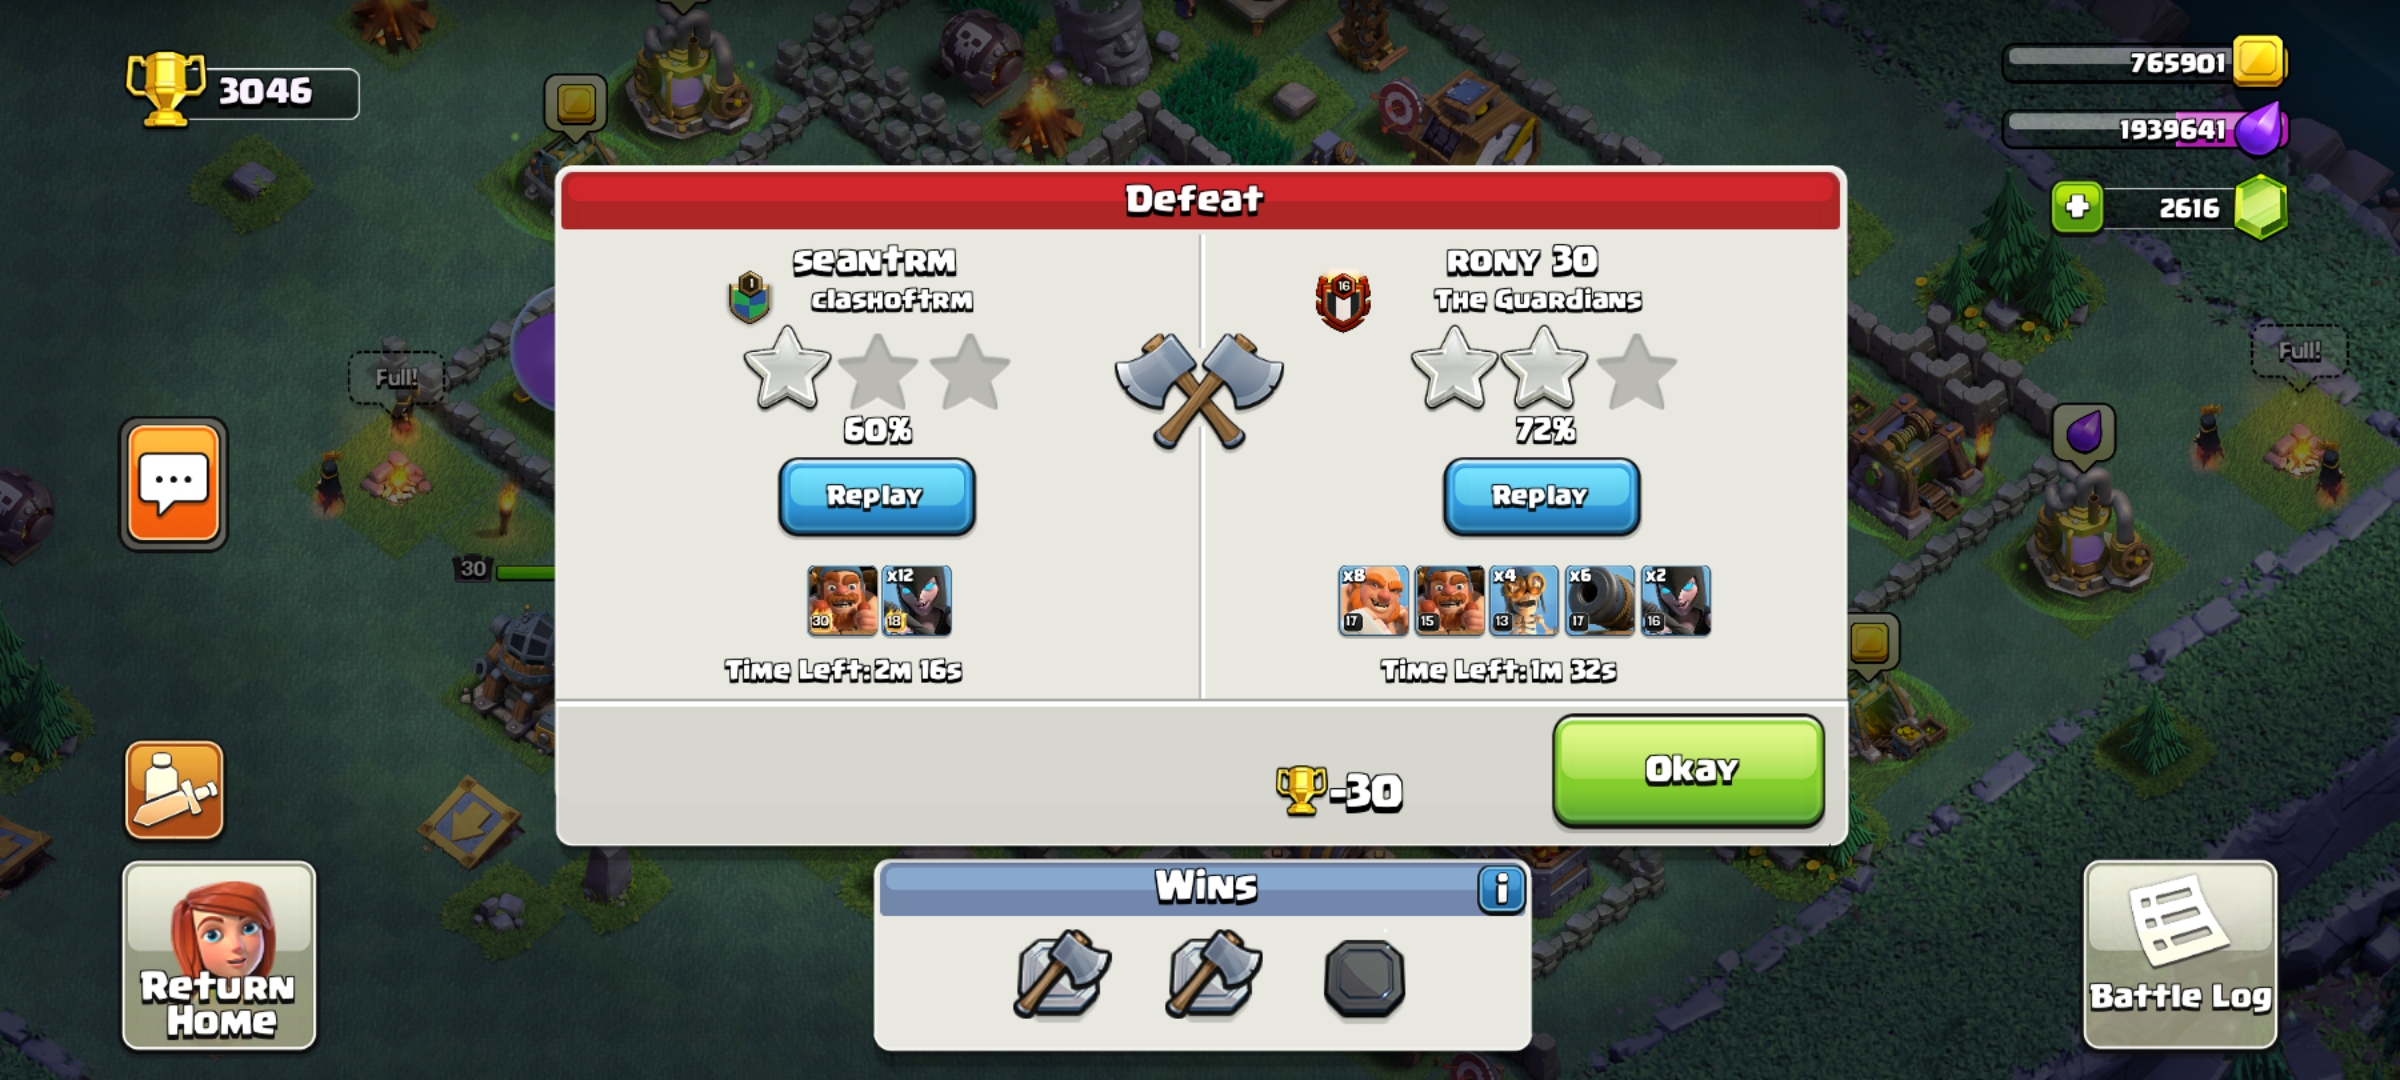 3046
765901
1939641
2616
Defeat
seanTRM
clashofTRM
1
60%
Replay
30
x12
18
Time Left:2m 16s
RONY 30
The Guardians
16
72%
Replay
x8
17
15
x4
13
x6
17
x2
16
Time Left:1m 32s
-30
Okay
Full!
Full!
30
Wins
i
Return
Home
Battle Log